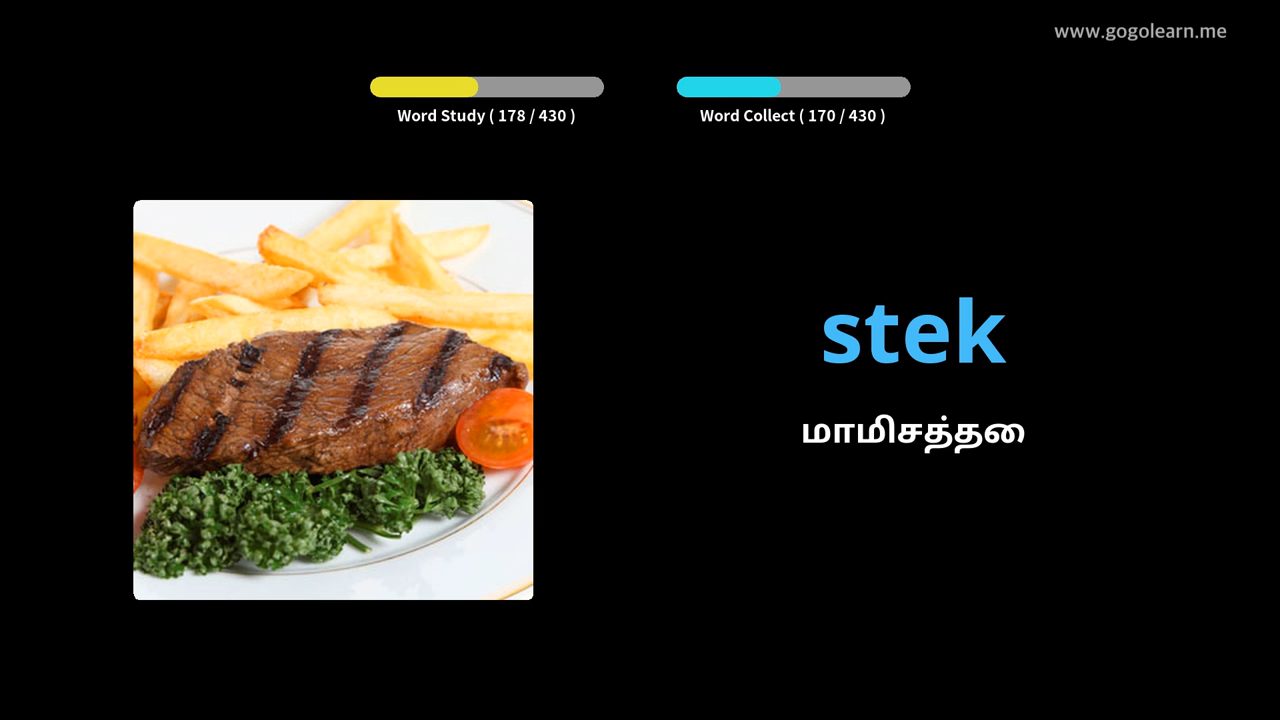 www.gogolearn.me
Word Study ( 178 / 430 )
Word Collect ( 170 / 430 )
stek
மாமிசத்தை